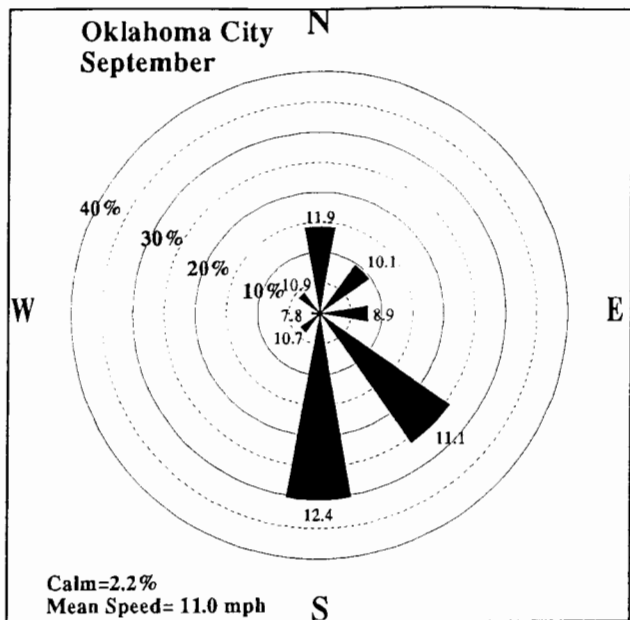 N
Oklahoma City
September
40%
30%
20%
10%
11.9
10.1
10.9
W
7.8
8.9
E
10.7
11.1
12.4
Calm=2.2%
Mean Speed= 11.0 mph
S